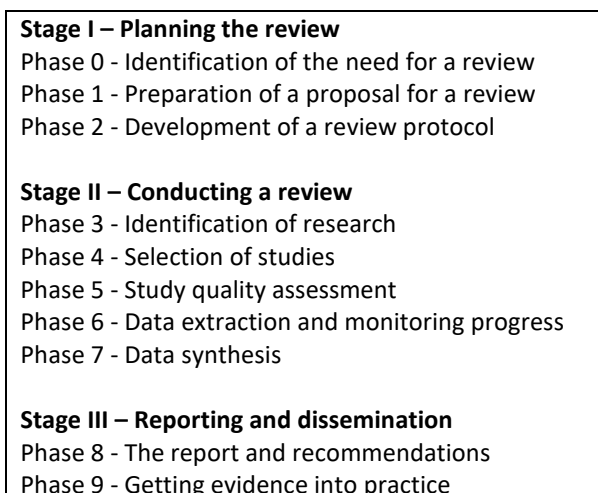 Stage I – Planning the review
Phase 0 - Identification of the need for a review
Phase 1 - Preparation of a proposal for a review
Phase 2 - Development of a review protocol
Stage II – Conducting a review
Phase 3 - Identification of research
Phase 4 - Selection of studies
Phase 5 - Study quality assessment
Phase 6 - Data extraction and monitoring progress
Phase 7 - Data synthesis
Stage III – Reporting and dissemination
Phase 8 - The report and recommendations
Phase 9 - Getting evidence into practice